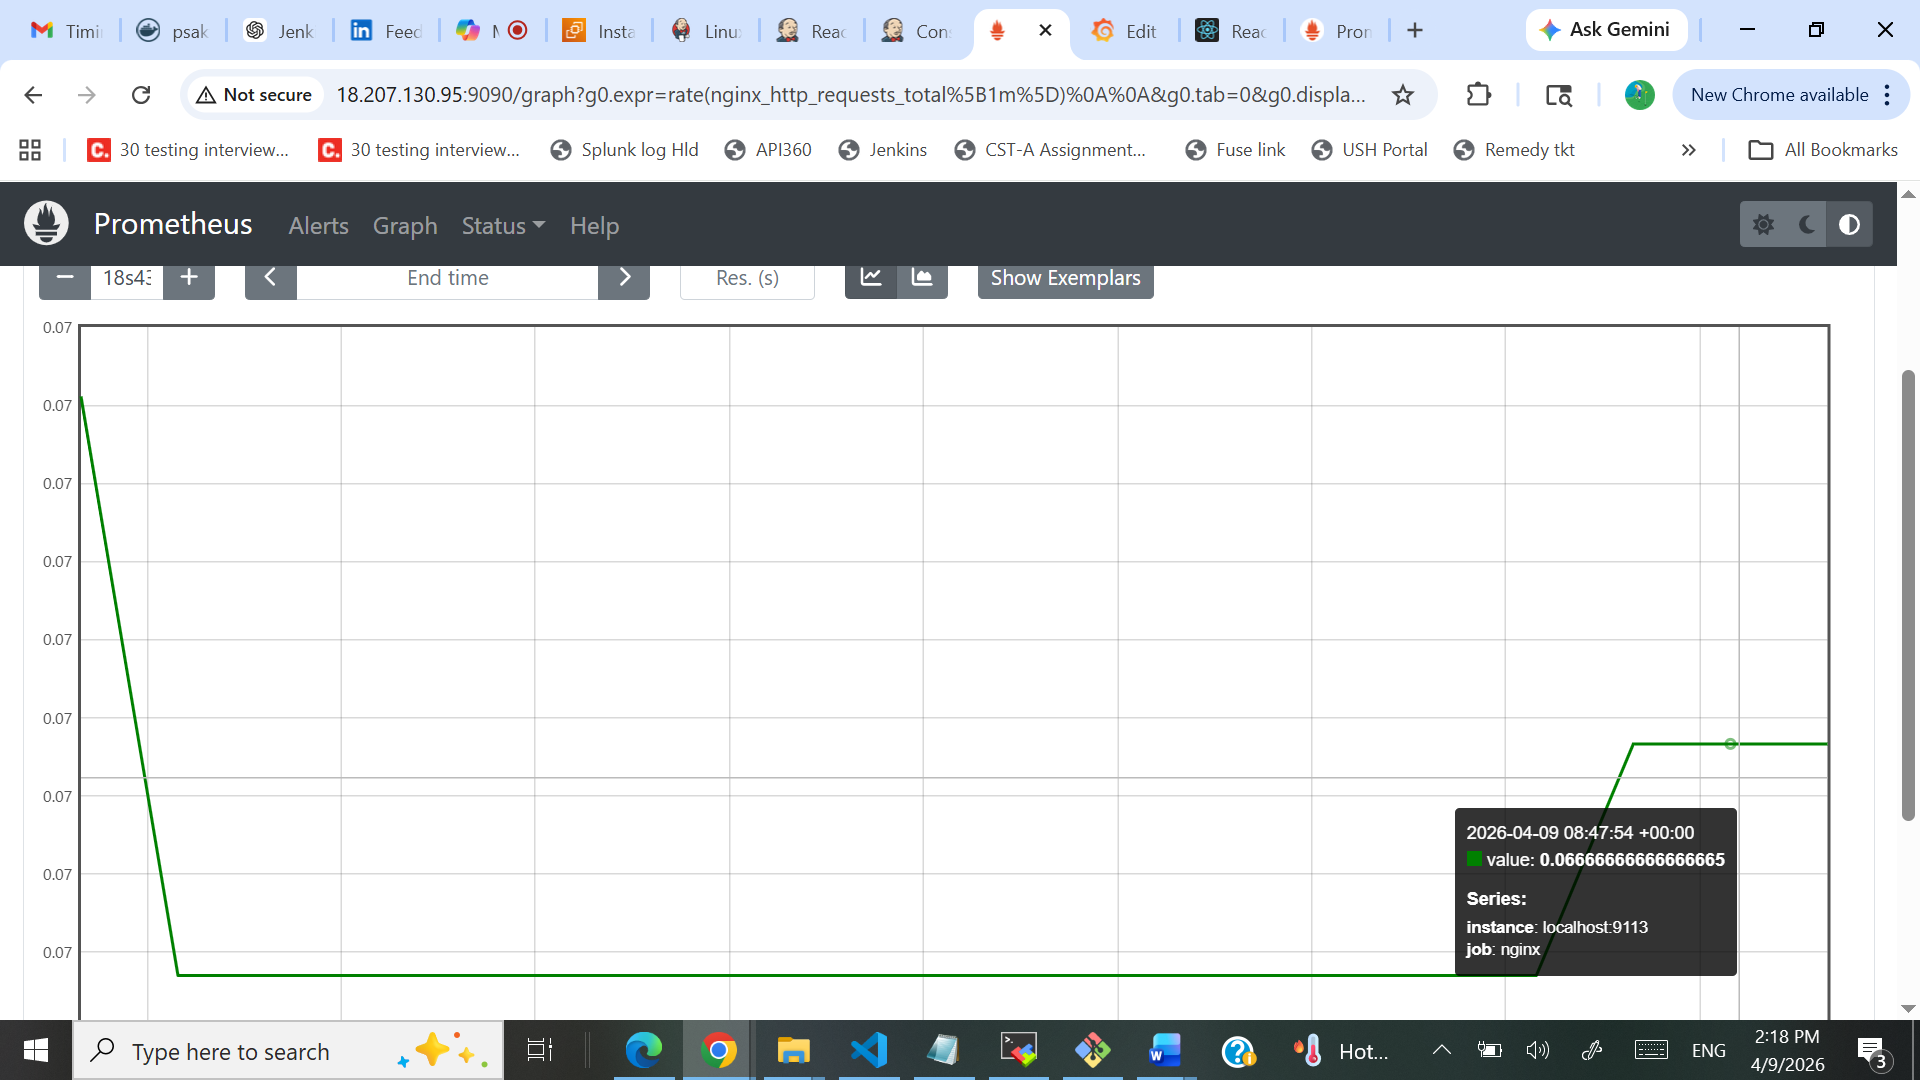 Timi
psak
Jenk
Feed
Insta
Linu
Reac
Con
Edit
Reac
Pron
Ask Gemini
Not secure
18.207.130.95:9090/graph?g0.expr=rate(nginx_http_requests_total%5B1m%5D)%0A%0A&g0.tab=0&g0.displa...
New Chrome available
30 testing interview...
30 testing interview...
Splunk log Hld
API360
Jenkins
CST-A Assignment...
Fuse link
USH Portal
Remedy tkt
All Bookmarks
Prometheus
Alerts
Graph
Status
Help
18s43
End time
Res. (s)
Show Exemplars
0.07
0.07
0.07
0.07
0.07
0.07
0.07
0.07
0.07
2026-04-09 08:47:54 +00:00
value: 0.06666666666666665
Series:
instance: localhost:9113
job: nginx
Type here to search
Hot...
ENG
2:18 PM
4/9/2026
3